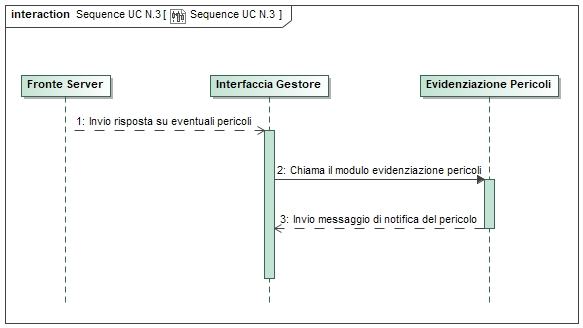 interaction Sequence UC N.3 [ Sequence UC N.3 ]
Fronte Server
Interfaccia Gestore
Evidenziazione Pericoli
1: Invio risposta su eventuali pericoli
2: Chiama il modulo evidenziazione pericoli
3: Invio messaggio di notifica del pericolo